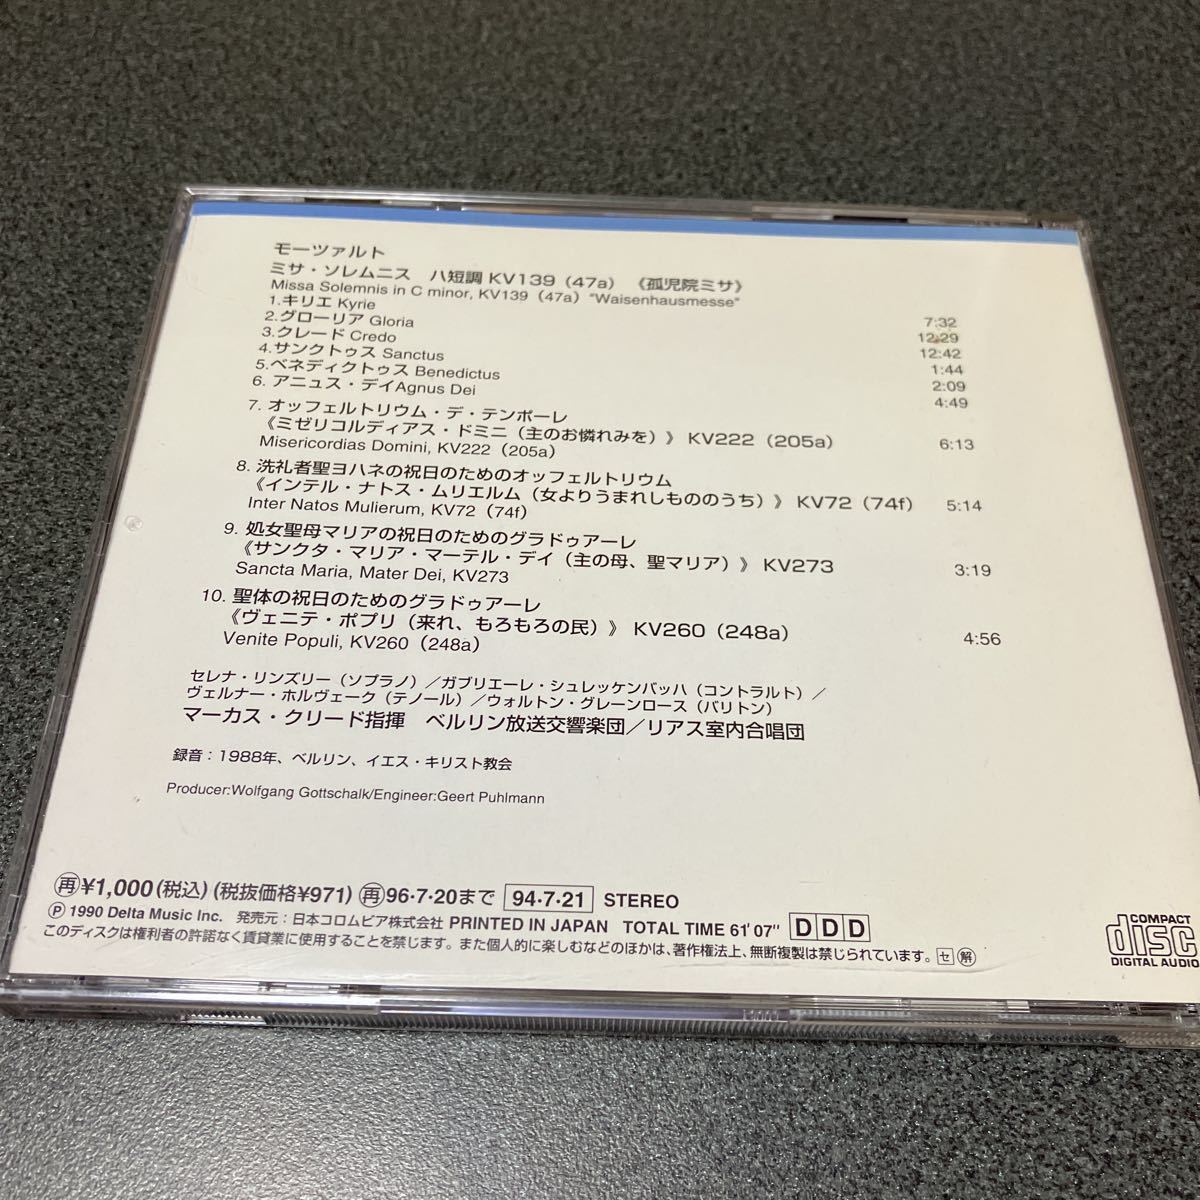 モーツァルト
ミサ・ソレムニス ハ短調 KV139（47a）《孤児院ミサ》
Missa Solemnis in C minor, KV139（47a）"Waisenhausmesse"
1.キリエ Kyrie 7:32
2.グローリア Gloria 12:29
3.クレード Credo 12:42
4.サンクトゥス Sanctus 1:44
5.ベネディクトゥス Benedictus 2:09
6. アニュス・デイAgnus Dei 4:49
7. オッフェルトリウム・デ・テンポーレ
《ミゼリコルディアス・ドミニ（主のお憐れみを）》 KV222（205a） 6:13
Misericordias Domini, KV222（205a）
8. 洗礼者聖ヨハネの祝日のためのオッフェルトリウム
《インテル・ナトス・ムリエルム（女よりうまれしもののうち）》 KV72（74f） 5:14
Inter Natos Mulierum, KV72（74f）
9. 処女聖母マリアの祝日のためのグラドゥアーレ
《サンクタ・マリア・マーテル・デイ（主の母、聖マリア）》 KV273 3:19
Sancta Maria, Mater Dei, KV273
10. 聖体の祝日のためのグラドゥアーレ
《ヴェニテ・ポプリ（来れ、もろもろの民）》 KV260（248a） 4:56
Venite Populi, KV260（248a）
セレナ・リンズリー（ソプラノ）／ガブリエーレ・シュレッケンバッハ（コントラルト）／
ヴェルナー・ホルヴェーク（テノール）／ウォルトン・グレーンロース（バリトン）
マーカス・クリード指揮 ベルリン放送交響楽団／リアス室内合唱団
録音：1988年、ベルリン、イエス・キリスト教会
Producer:Wolfgang Gottschalk/Engineer:Geert Puhlmann
再 ¥1,000(税込)(税抜価格¥971) 再 96·7·20まで 94·7·21 STEREO
Ⓟ 1990 Delta Music Inc. 発売元：日本コロムビア株式会社 PRINTED IN JAPAN TOTAL TIME 61'07" DDD
このディスクは権利者の許諾なく賃貸業に使用することを禁じます。また個人的に楽しむなどのほかは、著作権法上、無断複製は禁じられています。 セ 解
COMPACT
disc
DIGITAL AUDIO